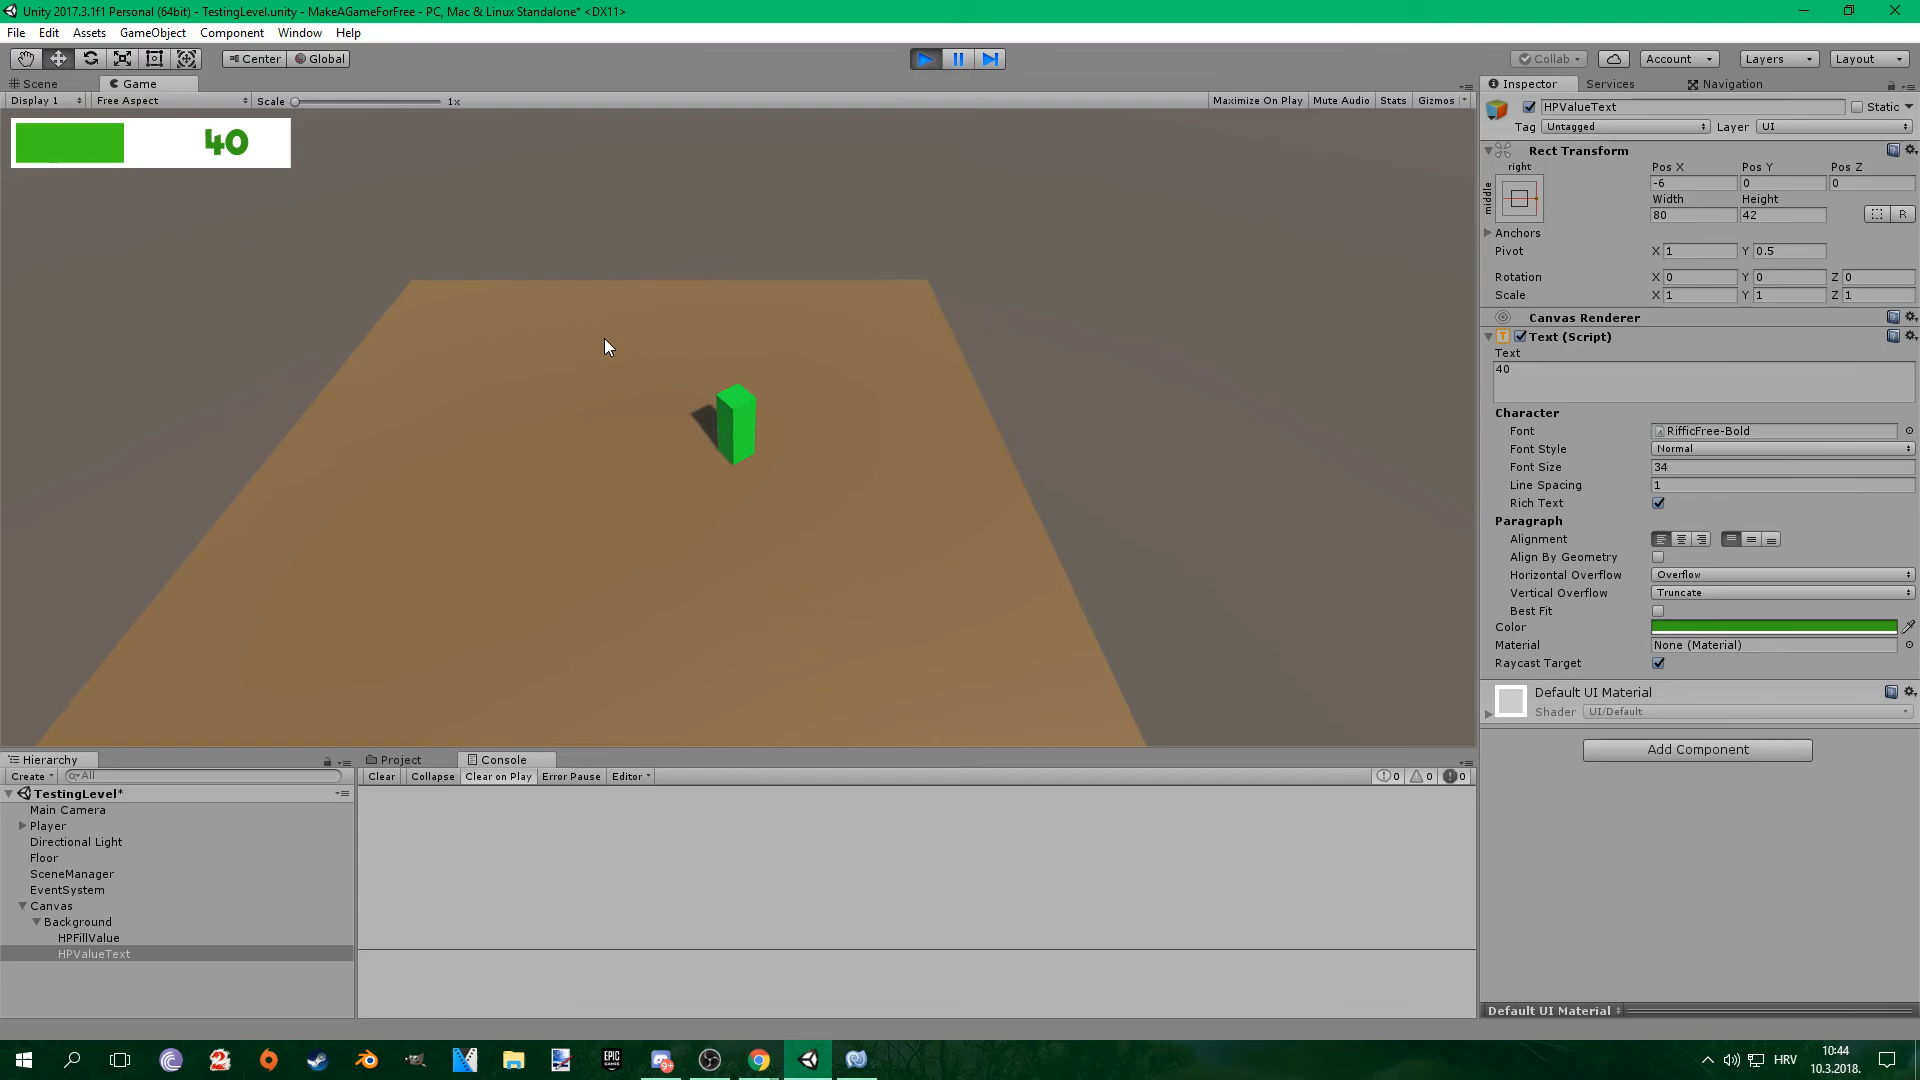 Unity 2017.3.1f1 Personal (64bit) - TestingLevel.unity - MakeAGameForFree - PC, Mac & Linux Standalone* <DX11>
File Edit Assets GameObject Component Window Help
Center Global Collab Account Layers Layout
Scene Game Inspector Services Navigation
Display 1 Free Aspect Scale 1x Maximize On Play Mute Audio Stats Gizmos
40
HPValueText Static
Tag Untagged Layer UI
Rect Transform
right Pos X Pos Y Pos Z
middle -6 0 0
Width Height
80 42 R
Anchors
Pivot X 1 Y 0.5
Rotation X 0 Y 0 Z 0
Scale X 1 Y 1 Z 1
Canvas Renderer
Text (Script)
Text
40
Character
Font RifficFree-Bold
Font Style Normal
Font Size 34
Line Spacing 1
Rich Text
Paragraph
Alignment
Align By Geometry
Horizontal Overflow Overflow
Vertical Overflow Truncate
Best Fit
Color
Material None (Material)
Raycast Target
Default UI Material
Shader UI/Default
Add Component
Default UI Material
Hierarchy
Create All
TestingLevel*
Main Camera
Player
Directional Light
Floor
SceneManager
EventSystem
Canvas
Background
HPFillValue
HPValueText
Project Console
Clear Collapse Clear on Play Error Pause Editor 0 0 0
EPIC GAMES 9+ HRV 10:44
10.3.2018.